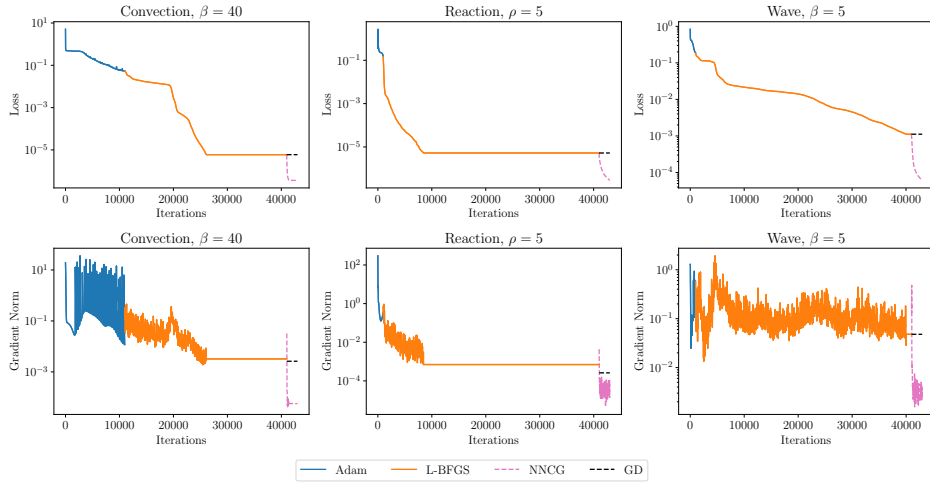 Convection, β = 40
Reaction, ρ = 5
Wave, β = 5
10^1
10^-1
10^-3
10^-5
Loss
0 10000 20000 30000 40000
Iterations
10^1
10^-1
10^-3
10^-5
Loss
0 10000 20000 30000 40000
Iterations
10^0
10^-1
10^-2
10^-3
10^-4
Loss
0 10000 20000 30000 40000
Iterations
Convection, β = 40
Reaction, ρ = 5
Wave, β = 5
10^1
10^-1
10^-3
Gradient Norm
0 10000 20000 30000 40000
Iterations
10^2
10^0
10^-2
10^-4
Gradient Norm
0 10000 20000 30000 40000
Iterations
10^0
10^-1
10^-2
Gradient Norm
0 10000 20000 30000 40000
Iterations
Adam L-BFGS NNCG GD